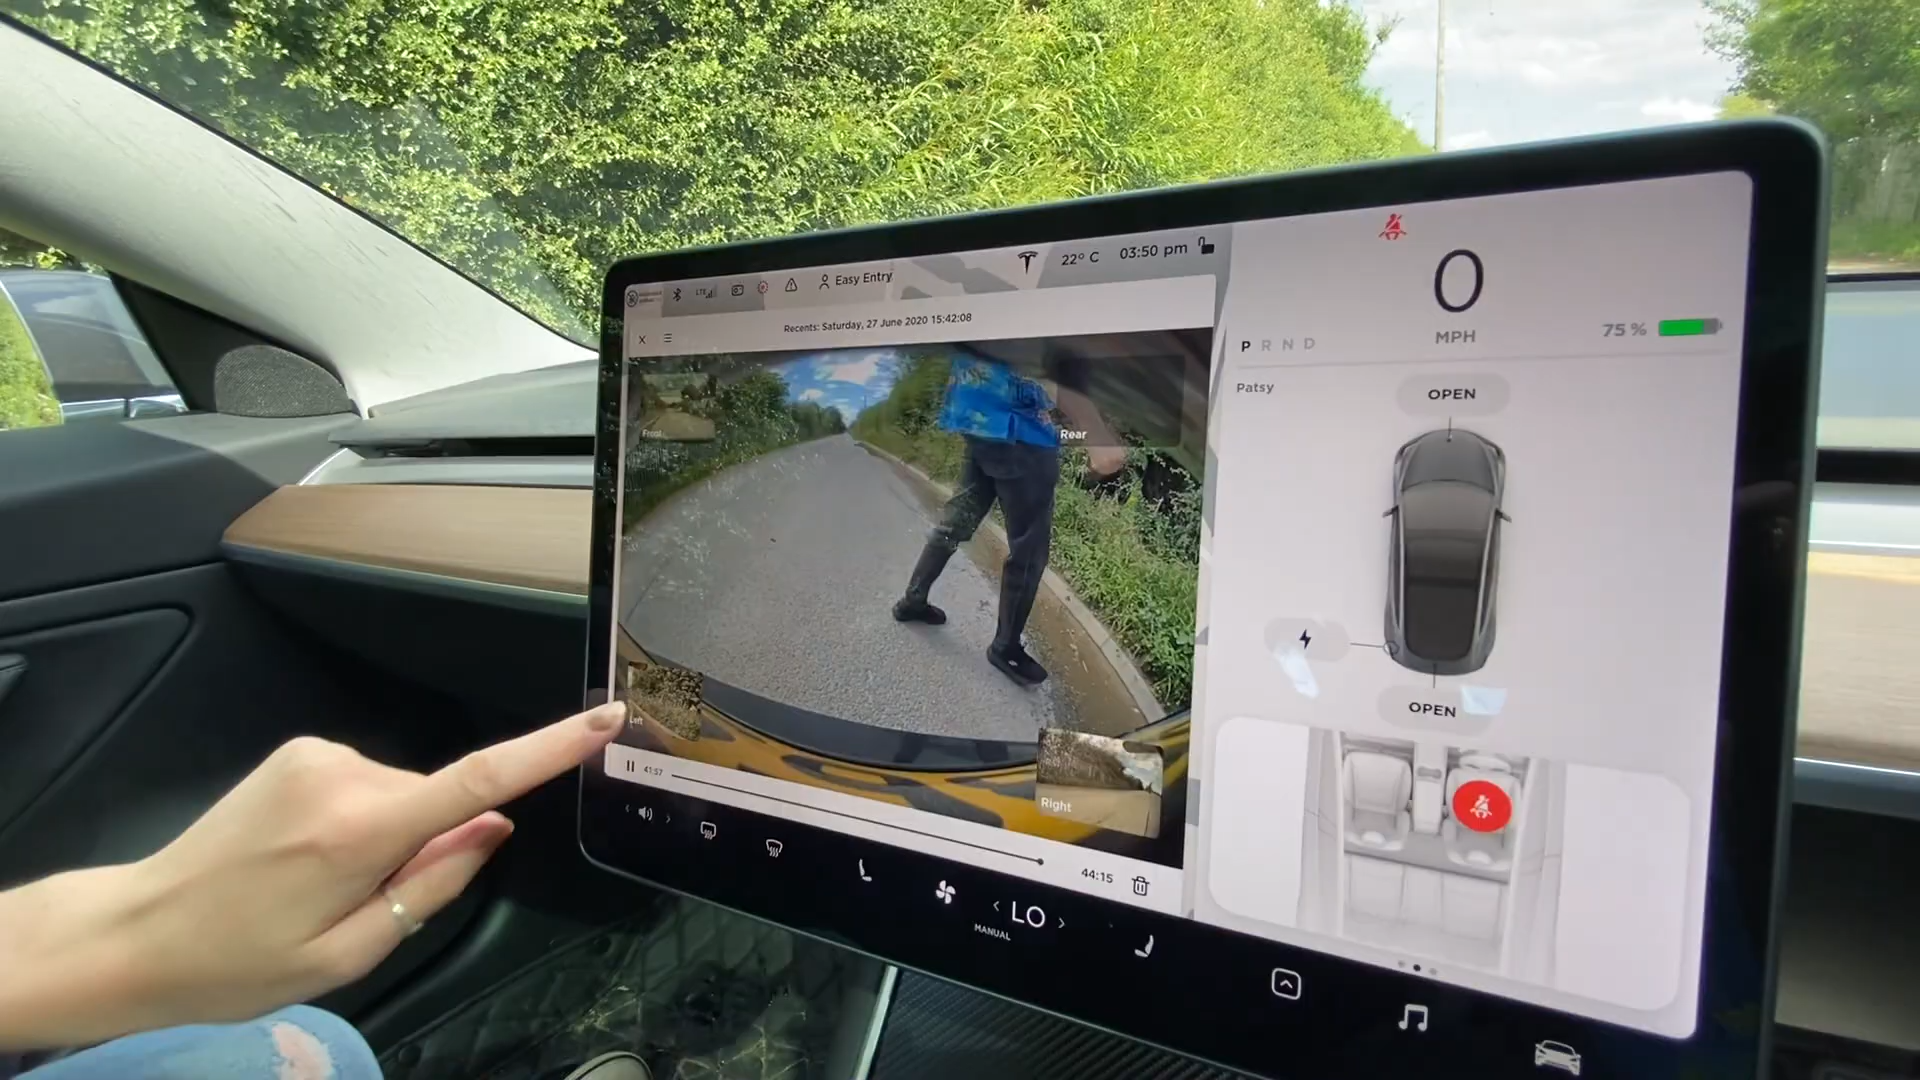 LTE
Easy Entry
22° C
03:50 pm
Recents: Saturday, 27 June 2020 15:42:08
Front
Rear
Left
Right
41:57
44:15
LO
MANUAL
0
MPH
P R N D
75 %
Patsy
OPEN
OPEN